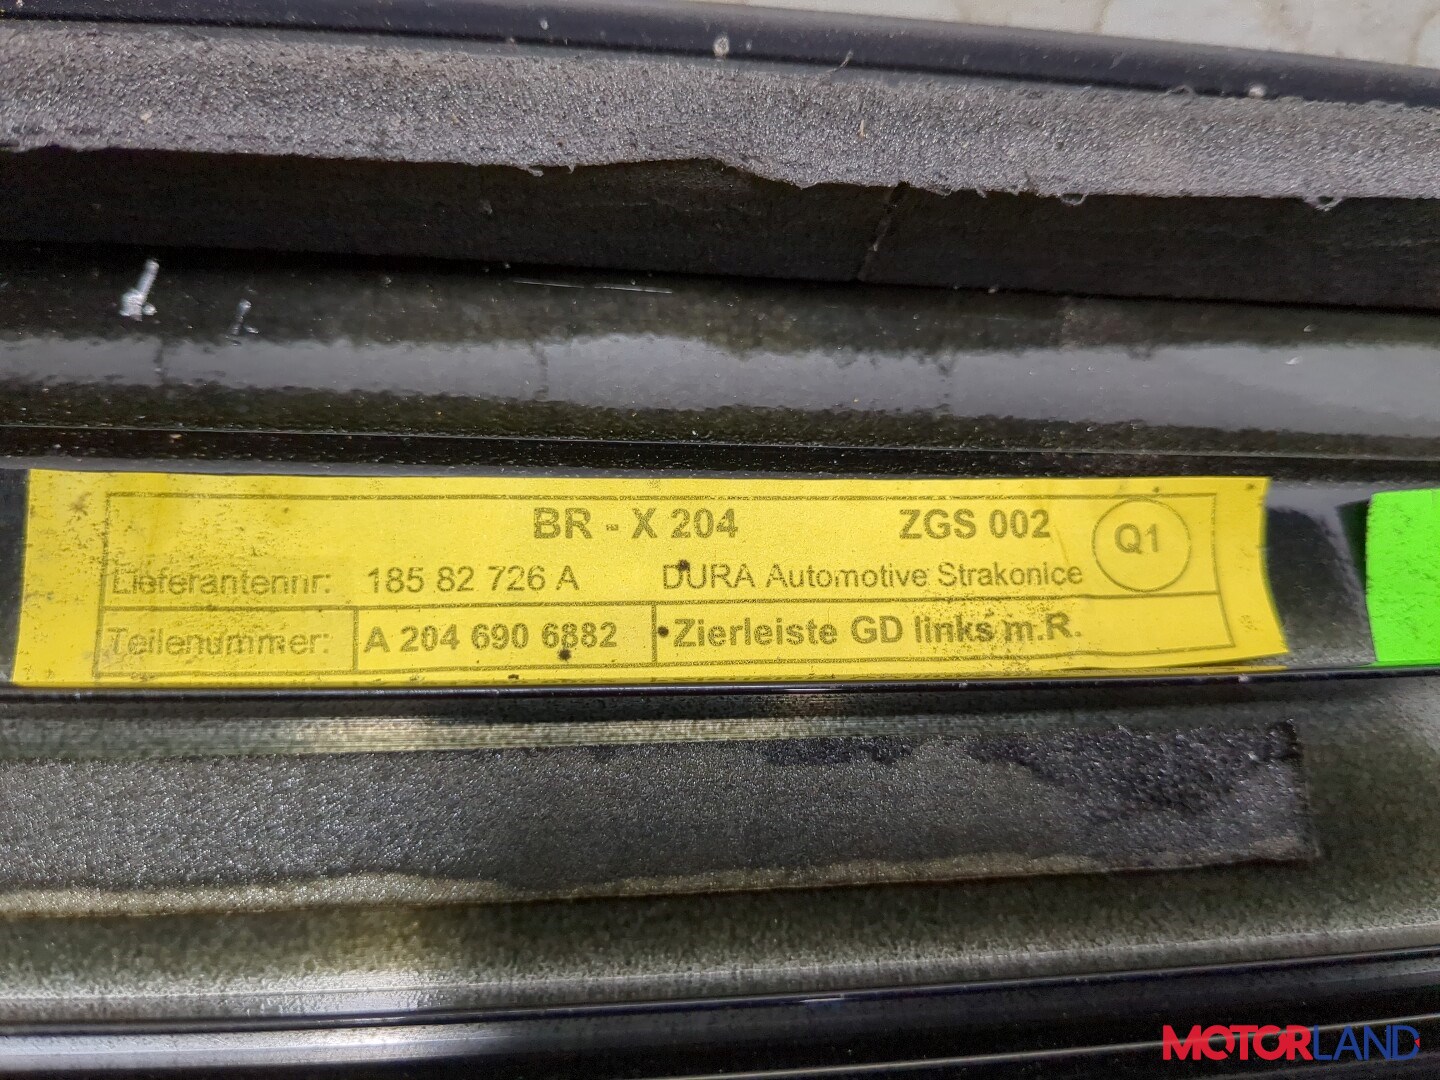 BR - X 204 ZGS 002 Q1
Lieferantennr: 185 82 726 A DURA Automotive Strakonice
Teilenummer: A 204 690 6882 Zierleiste GD links m.R.
MOTORLAND